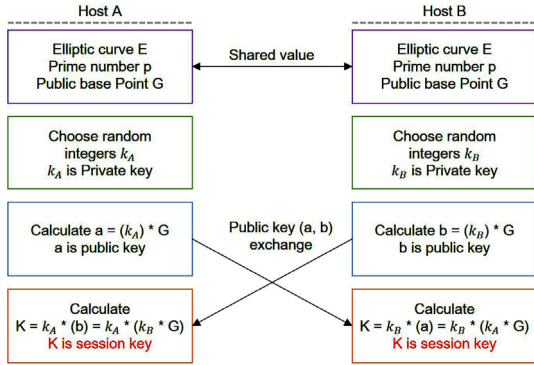 Host A
Host B
Elliptic curve E
Prime number p
Public base Point G
Shared value
Elliptic curve E
Prime number p
Public base Point G
Choose random
integers k_A
k_A is Private key
Choose random
integers k_B
k_B is Private key
Calculate a = (k_A) * G
a is public key
Public key (a, b)
exchange
Calculate b = (k_B) * G
b is public key
Calculate
K = k_A * (b) = k_A * (k_B * G)
K is session key
Calculate
K = k_B * (a) = k_B * (k_A * G)
K is session key